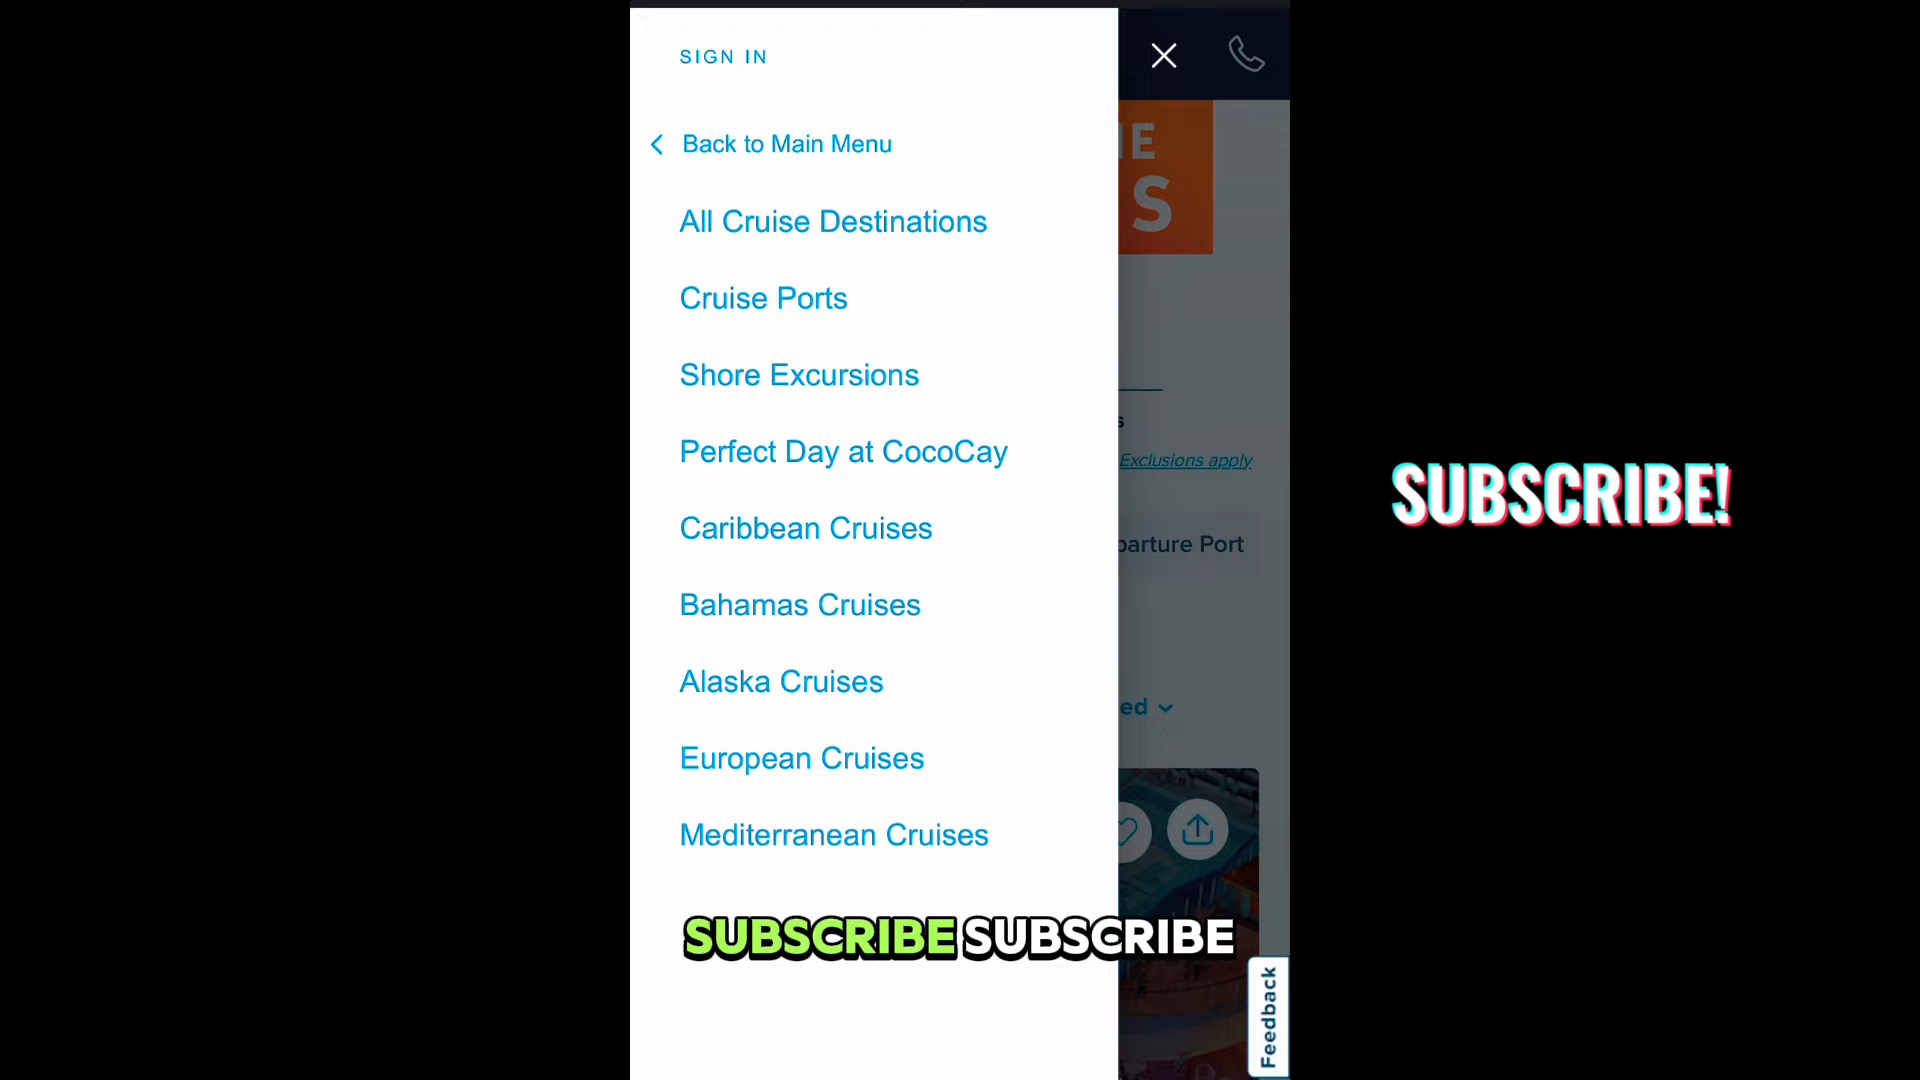 SIGN IN
Back to Main Menu
All Cruise Destinations
Cruise Ports
Shore Excursions
Perfect Day at CocoCay
Exclusions apply
Caribbean Cruises
parture Port
Bahamas Cruises
Alaska Cruises
ed
European Cruises
Mediterranean Cruises
SUBSCRIBE SUBSCRIBE
Feedback
IE
S
s
SUBSCRIBE!